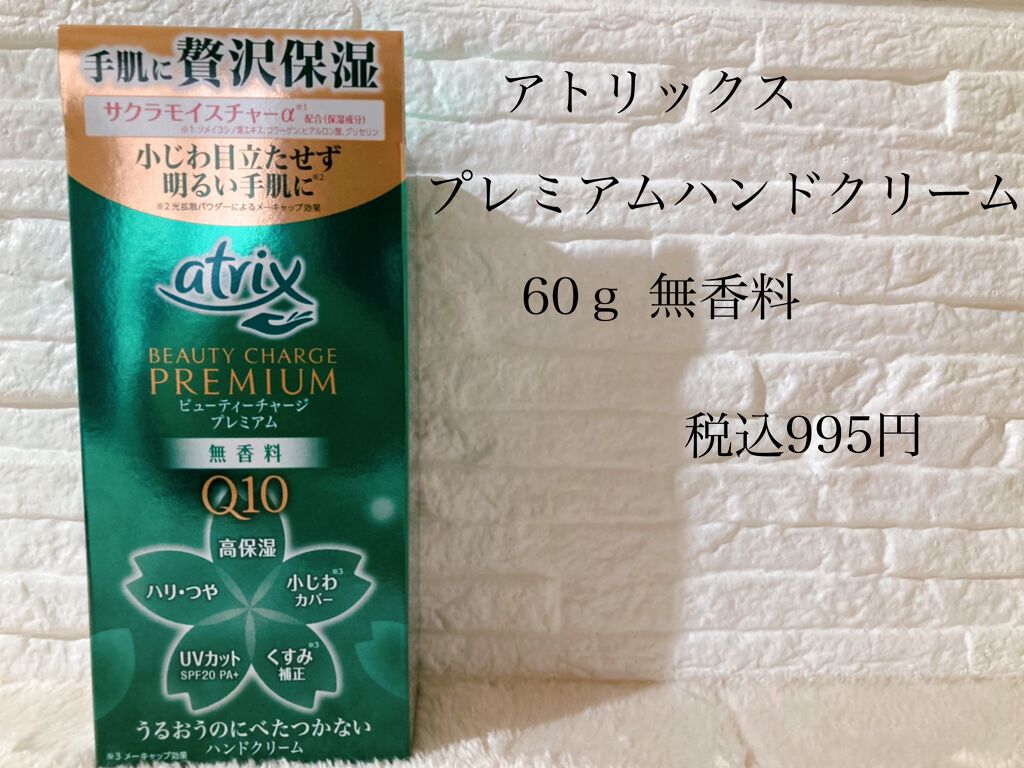 手肌に贅沢保湿
サクラモイスチャーα※1 配合(保湿成分)
※1 ソメイヨシノ葉エキス、コラーゲン、ヒアルロン酸、グリセリン
小じわ目立たせず
明るい手肌に※2
※2 光拡散パウダーによるメーキャップ効果
atrix
BEAUTY CHARGE
PREMIUM
ビューティーチャージ
プレミアム
無香料
Q10
高保湿
ハリ・つや
小じわ※3
カバー
UVカット
SPF20 PA+
くすみ※3
補正
うるおうのにべたつかない
ハンドクリーム
※3 メーキャップ効果
アトリックス
プレミアムハンドクリーム
60g 無香料
税込995円